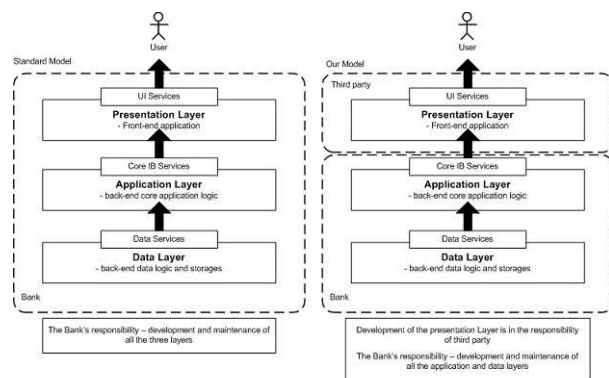 User
Standard Model
UI Services
Presentation Layer
- Front-end application
Core IB Services
Application Layer
- back-end core application logic
Data Services
Data Layer
- back-end data logic and storages
Bank
The Bank's responsibility – development and maintenance of
all the three layers
User
Our Model
Third party
UI Services
Presentation Layer
- Front-end application
Core IB Services
Application Layer
- back-end core application logic
Data Services
Data Layer
- back-end data logic and storages
Bank
Development of the presentation Layer is in the responsibility
of third party
The Bank's responsibility – development and maintenance of
all the application and data layers